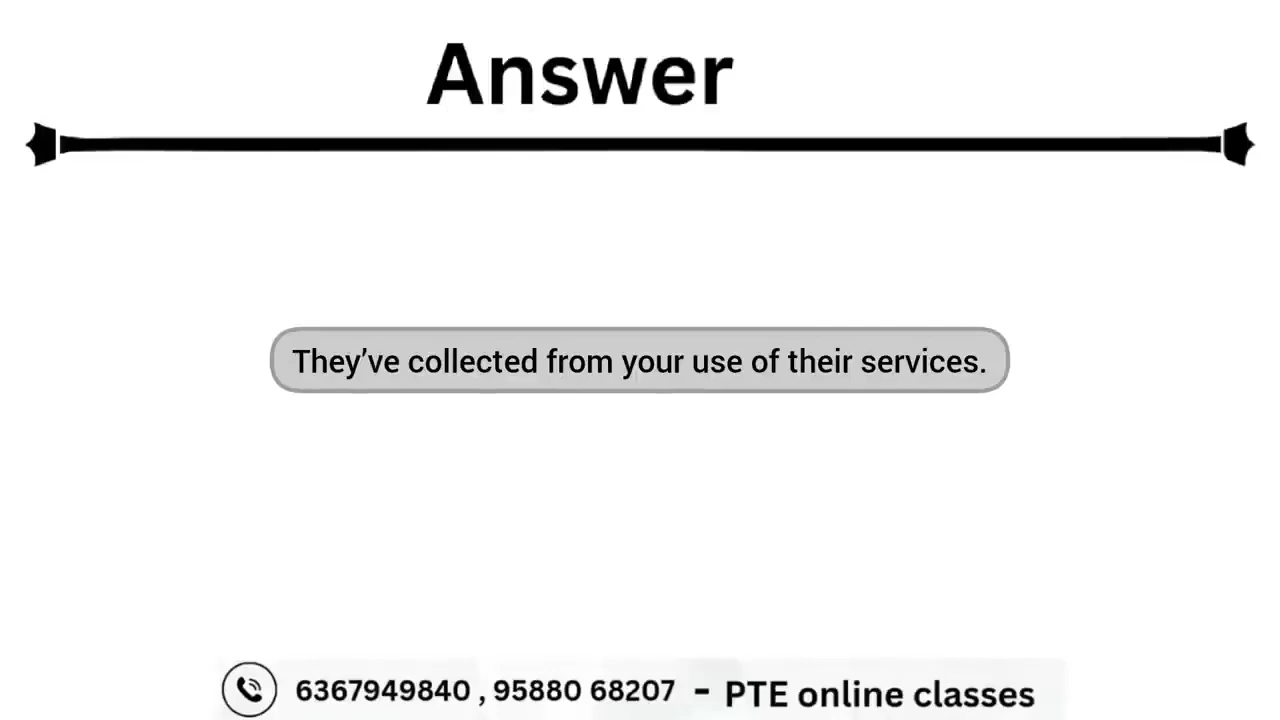 Answer
They’ve collected from your use of their services.
6367949840 , 95880 68207 - PTE online classes